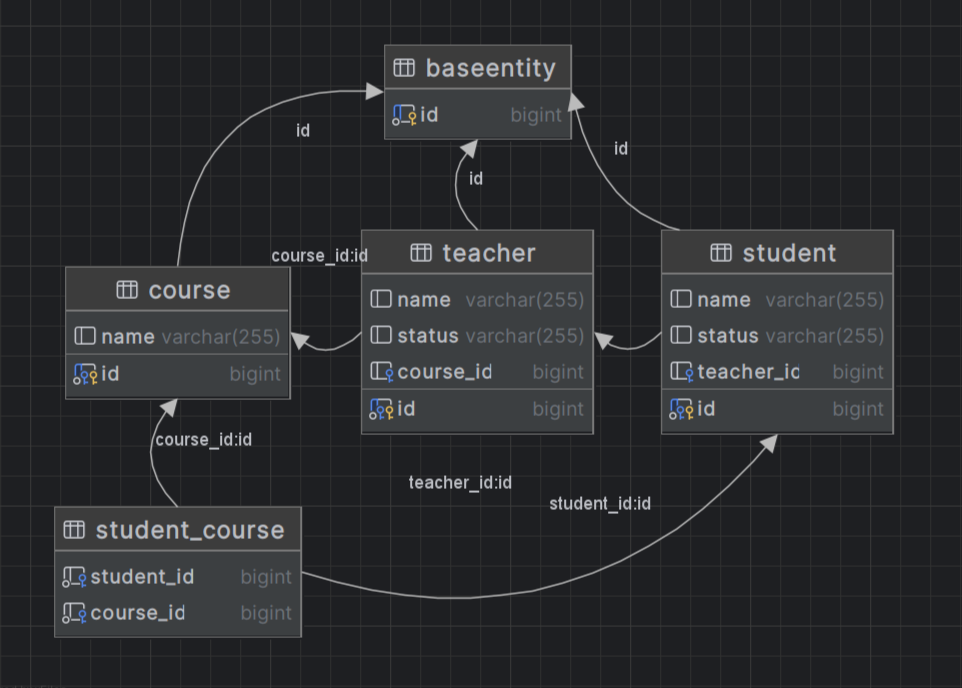 baseentity
id bigint
id
id
id
course_id:id
teacher
name varchar(255)
status varchar(255)
course_id bigint
id bigint
student
name varchar(255)
status varchar(255)
teacher_id bigint
id bigint
course
name varchar(255)
id bigint
course_id:id
teacher_id:id
student_id:id
student_course
student_id bigint
course_id bigint